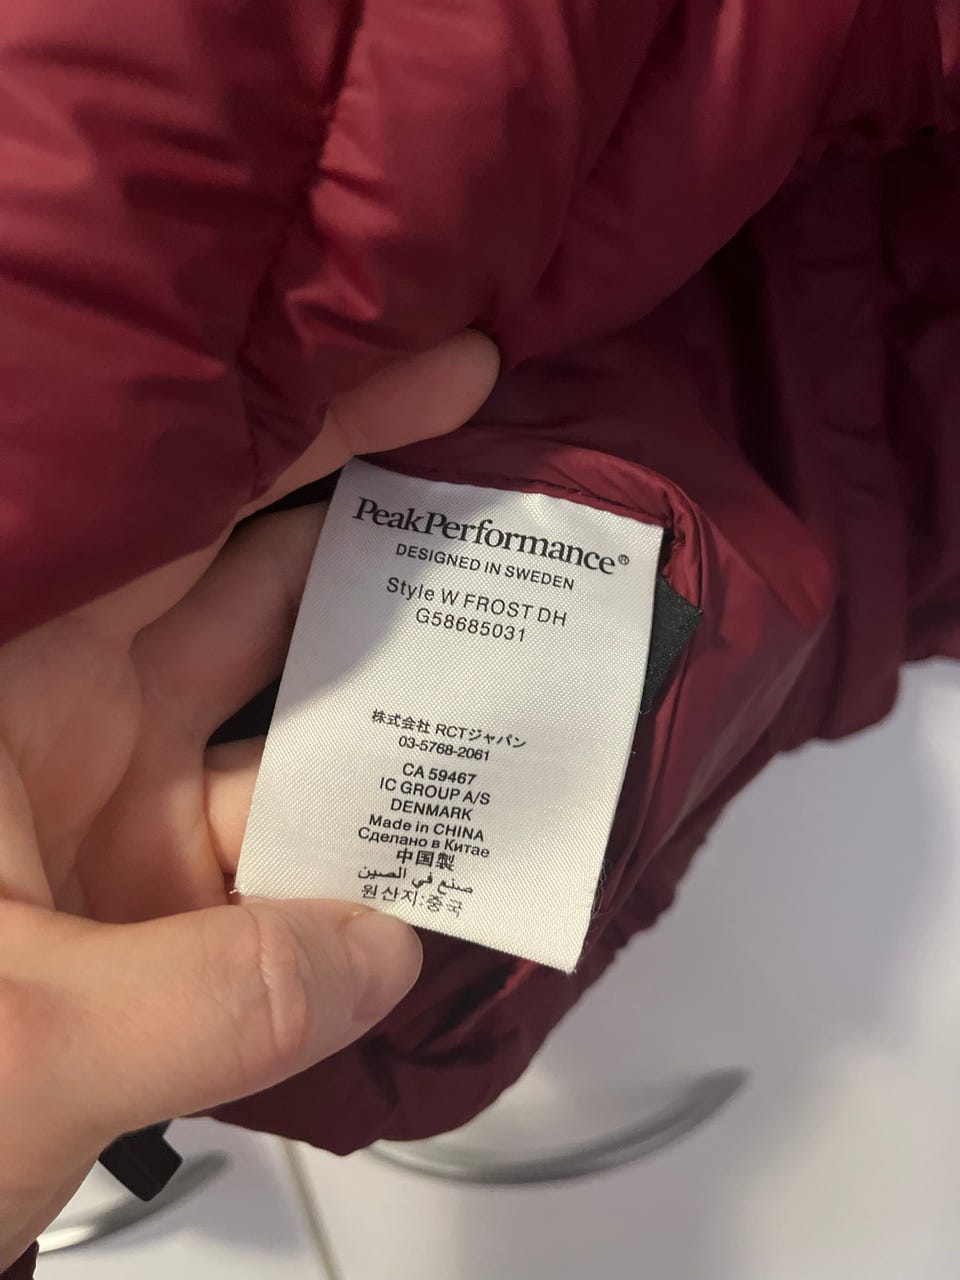 PeakPerformance®
DESIGNED IN SWEDEN
Style W FROST DH
G58685031
株式会社 RCTジャパン
03-5768-2061
CA 59467
IC GROUP A/S
DENMARK
Made in CHINA
Сделано в Китае
中国製
صنع في الصين
원산지:중국